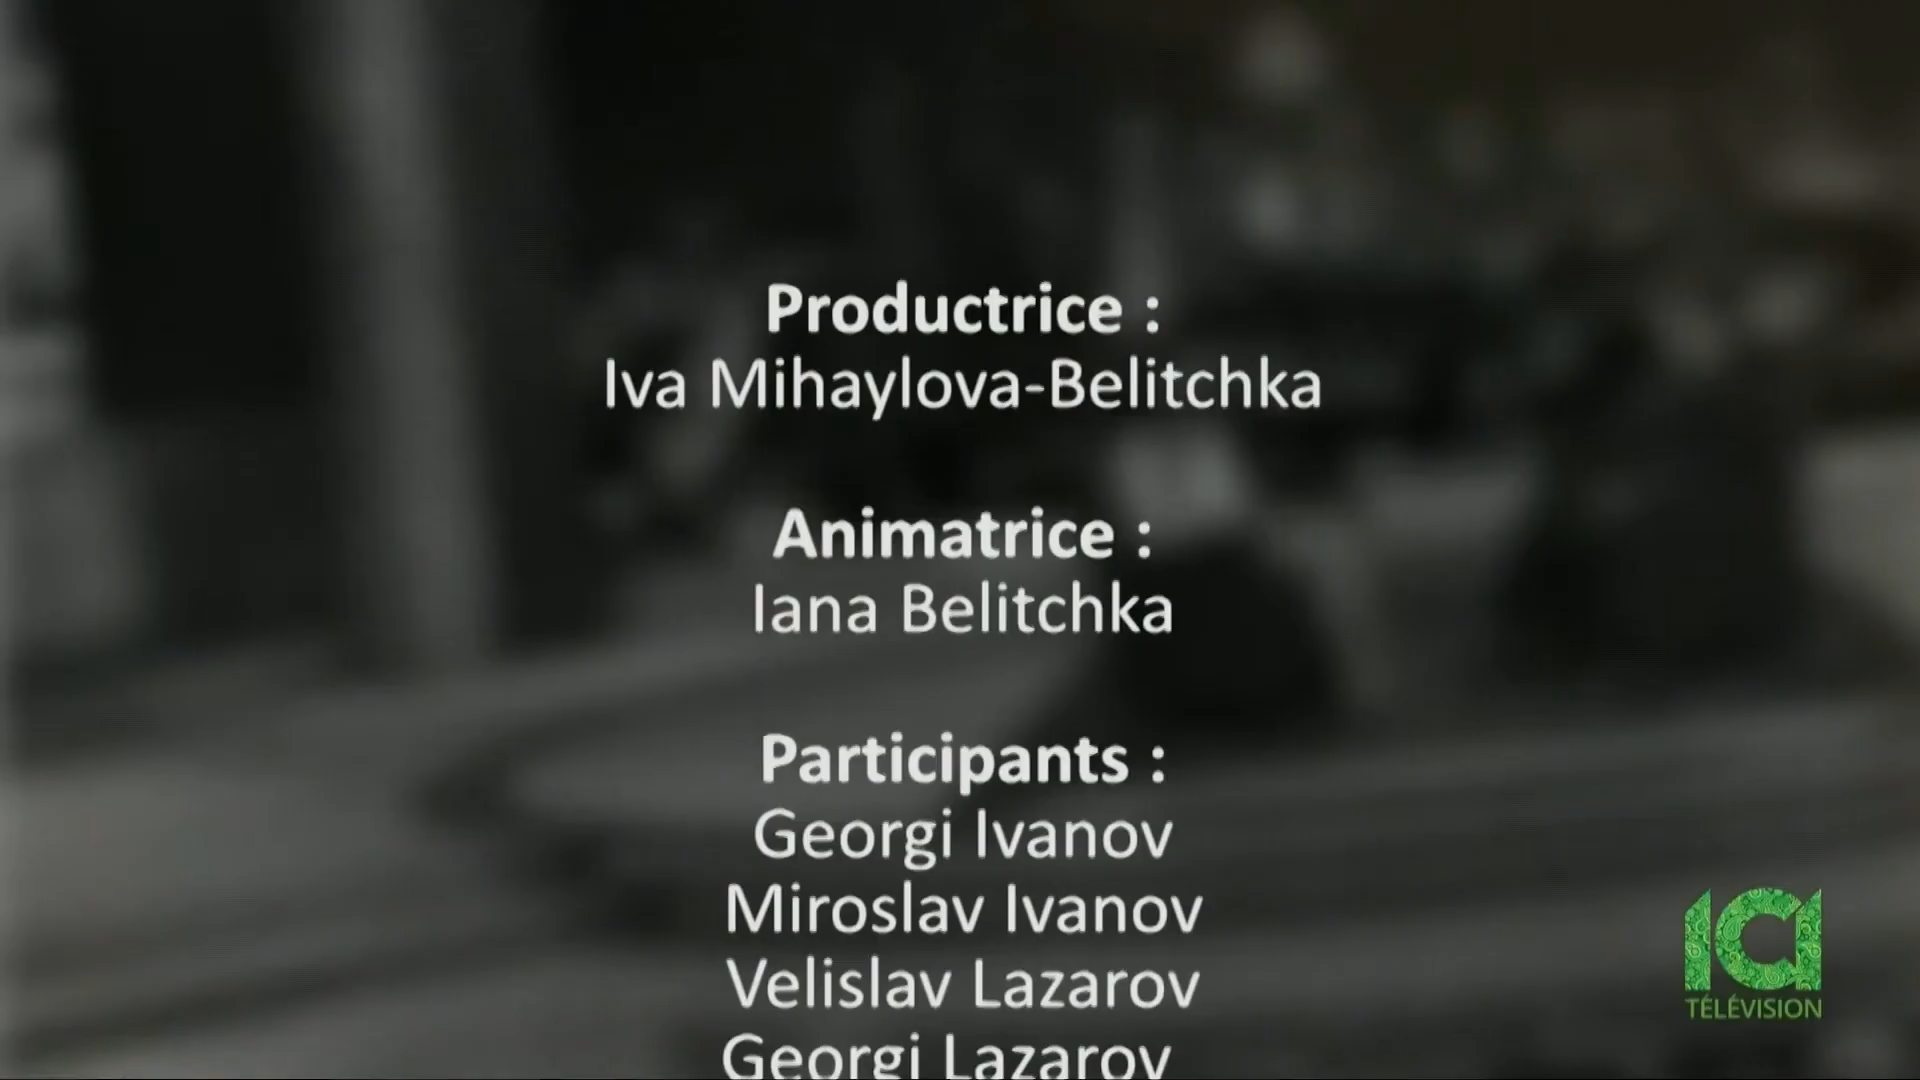 Productrice :
Iva Mihaylova-Belitchka
Animatrice :
Iana Belitchka
Participants :
Georgi Ivanov
Miroslav Ivanov
Velislav Lazarov
Georgi Lazarov
ICI
TÉLÉVISION